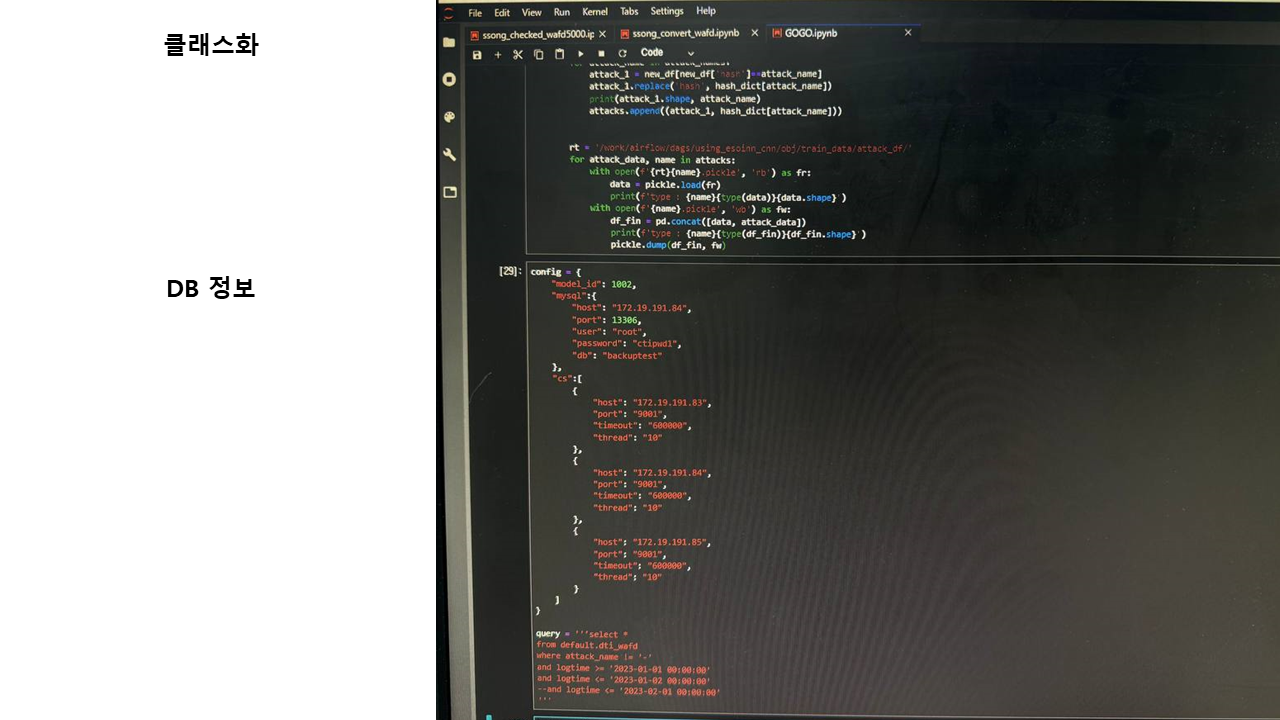 클래스화
DB 정보
File Edit View Run Kernel Tabs Settings Help
ssong_checked_wafd5000.ip × ssong_convert_wafd.ipynb × GOGO.ipynb ×
Code
attack_1 = new_df[new_df['hash']==attack_name]
attack_1.replace('hash', hash_dict[attack_name])
print(attack_1.shape, attack_name)
attacks.append((attack_1, hash_dict[attack_name]))
rt = '/work/airflow/dags/using_esoinn_cnn/obj/train_data/attack_df/'
for attack_data, name in attacks:
with open(f'{rt}{name}.pickle', 'rb') as fr:
data = pickle.load(fr)
print(f'type : {name}{type(data)}{data.shape}')
with open(f'{name}.pickle', 'wb') as fw:
df_fin = pd.concat([data, attack_data])
print(f'type : {name}{type(df_fin)}{df_fin.shape}')
pickle.dump(df_fin, fw)
[29]: config = {
"model_id": 1002,
"mysql":{
"host": "172.19.191.84",
"port": 13306,
"user": "root",
"password": "ctipwd1",
"db": "backuptest"
},
"cs":[
{
"host": "172.19.191.83",
"port": "9001",
"timeout": "600000",
"thread": "10"
},
{
"host": "172.19.191.84",
"port": "9001",
"timeout": "600000",
"thread": "10"
},
{
"host": "172.19.191.85",
"port": "9001",
"timeout": "600000",
"thread": "10"
}
]
}
query = '''select *
from default.dti_wafd
where attack_name != '-'
and logtime >= '2023-01-01 00:00:00'
and logtime <= '2023-01-02 00:00:00'
--and logtime <= '2023-02-01 00:00:00'
'''